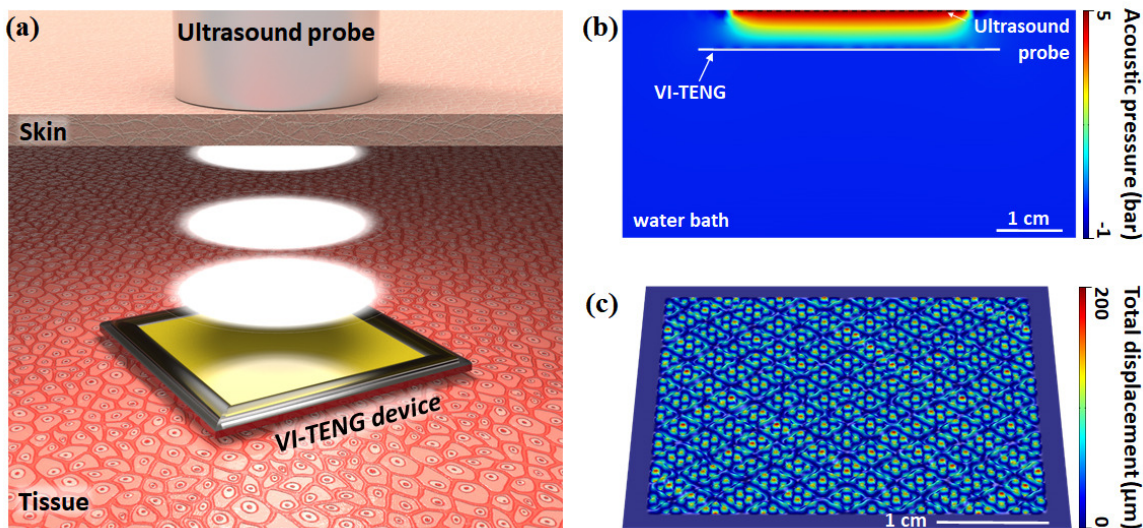 (a)
Ultrasound probe
Skin
VI-TENG device
Tissue
(b)
Ultrasound
probe
VI-TENG
water bath
1 cm
5
Acoustic pressure (bar)
-1
(c)
1 cm
200
Total displacement (μm)
0